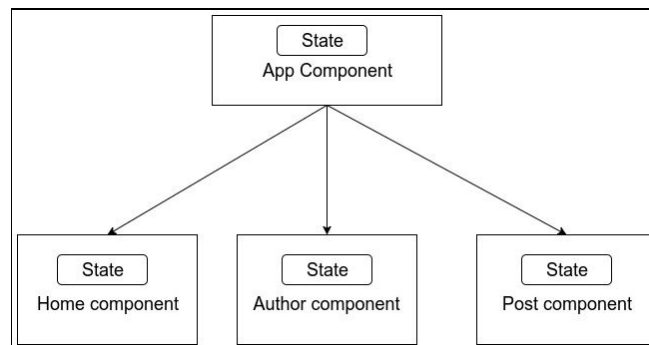 State
App Component
State
Home component
State
Author component
State
Post component